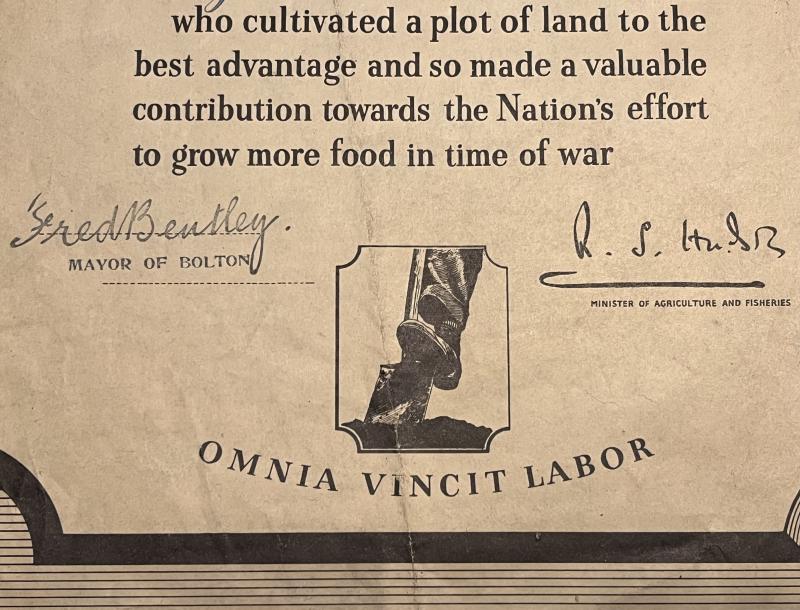 who cultivated a plot of land to the
best advantage and so made a valuable
contribution towards the Nation's effort
to grow more food in time of war
Fred Bentley.
MAYOR OF BOLTON
R. S. Hudson
MINISTER OF AGRICULTURE AND FISHERIES
OMNIA VINCIT LABOR